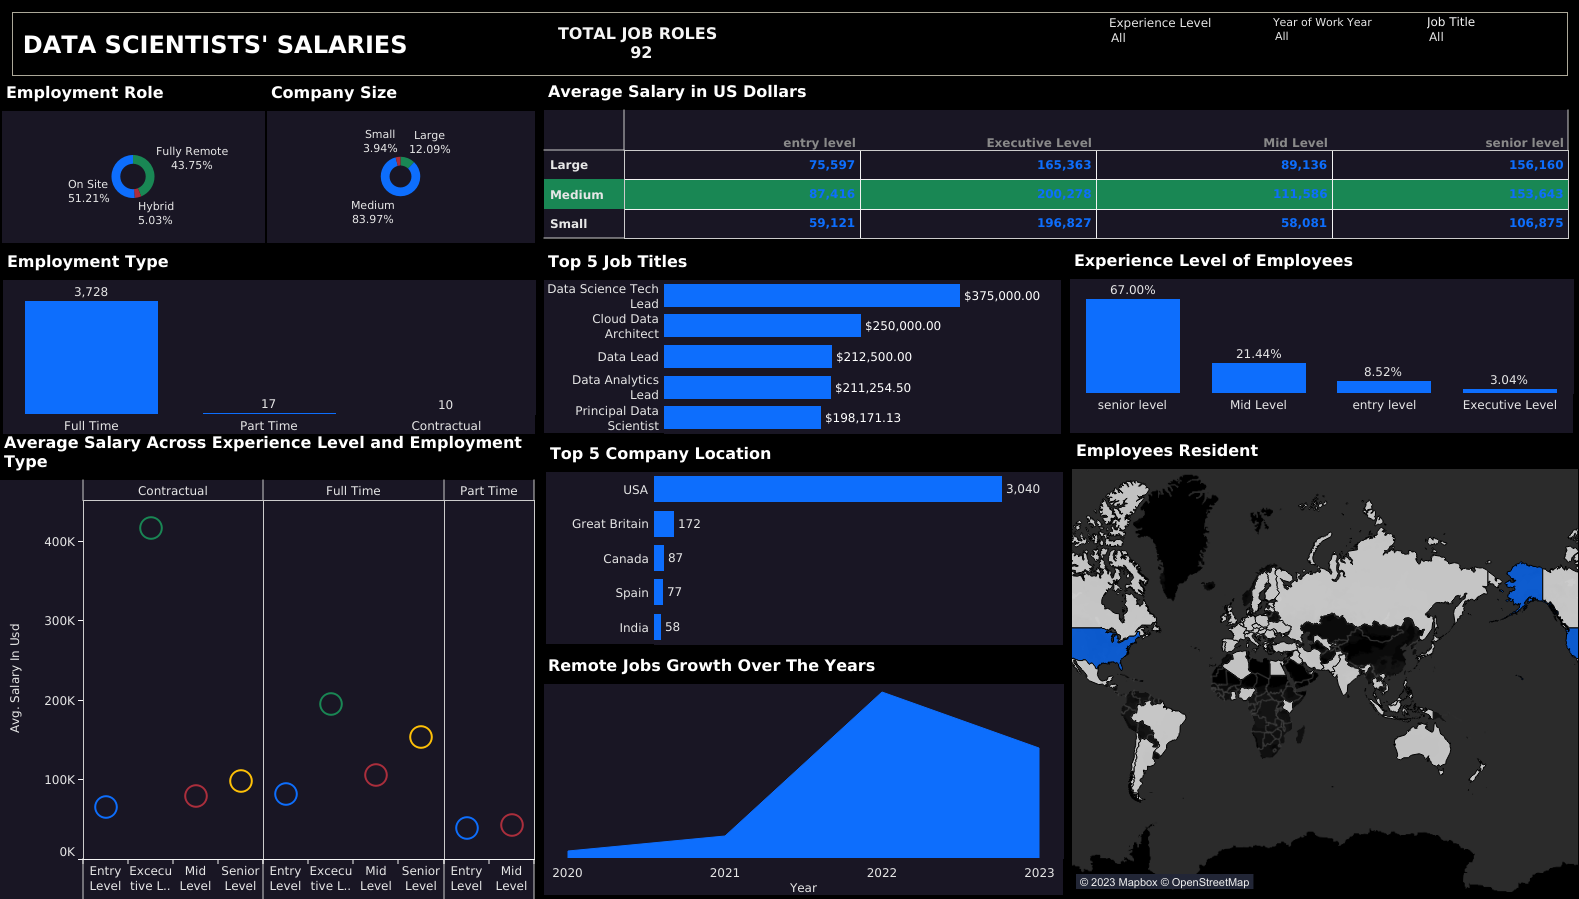 DATA SCIENTISTS' SALARIES
TOTAL JOB ROLES
92
Experience Level
All
Year of Work Year
All
Job Title
All
Employment Role
Fully Remote
43.75%
On Site
51.21%
Hybrid
5.03%
Company Size
Small
3.94%
Large
12.09%
Medium
83.97%
Average Salary in US Dollars
entry level Executive Level Mid Level senior level
Large 75,597 165,363 89,136 156,160
Medium
Small 59,121 196,827 58,081 106,875
Employment Type
3,728
17
10
Full Time Part Time Contractual
Top 5 Job Titles
Data Science Tech
Lead
$375,000.00
Cloud Data
Architect
$250,000.00
Data Lead $212,500.00
Data Analytics
Lead
$211,254.50
Principal Data
Scientist
$198,171.13
Experience Level of Employees
67.00%
21.44%
8.52%
3.04%
senior level Mid Level entry level Executive Level
Average Salary Across Experience Level and Employment
Type
Contractual Full Time Part Time
Avg. Salary In Usd
400K
300K
200K
100K
0K
Entry
Level
Excecu
tive L..
Mid
Level
Senior
Level
Entry
Level
Excecu
tive L..
Mid
Level
Senior
Level
Entry
Level
Mid
Level
Top 5 Company Location
USA 3,040
Great Britain 172
Canada 87
Spain 77
India 58
Remote Jobs Growth Over The Years
2020 2021 2022 2023
Year
Employees Resident
© 2023 Mapbox © OpenStreetMap